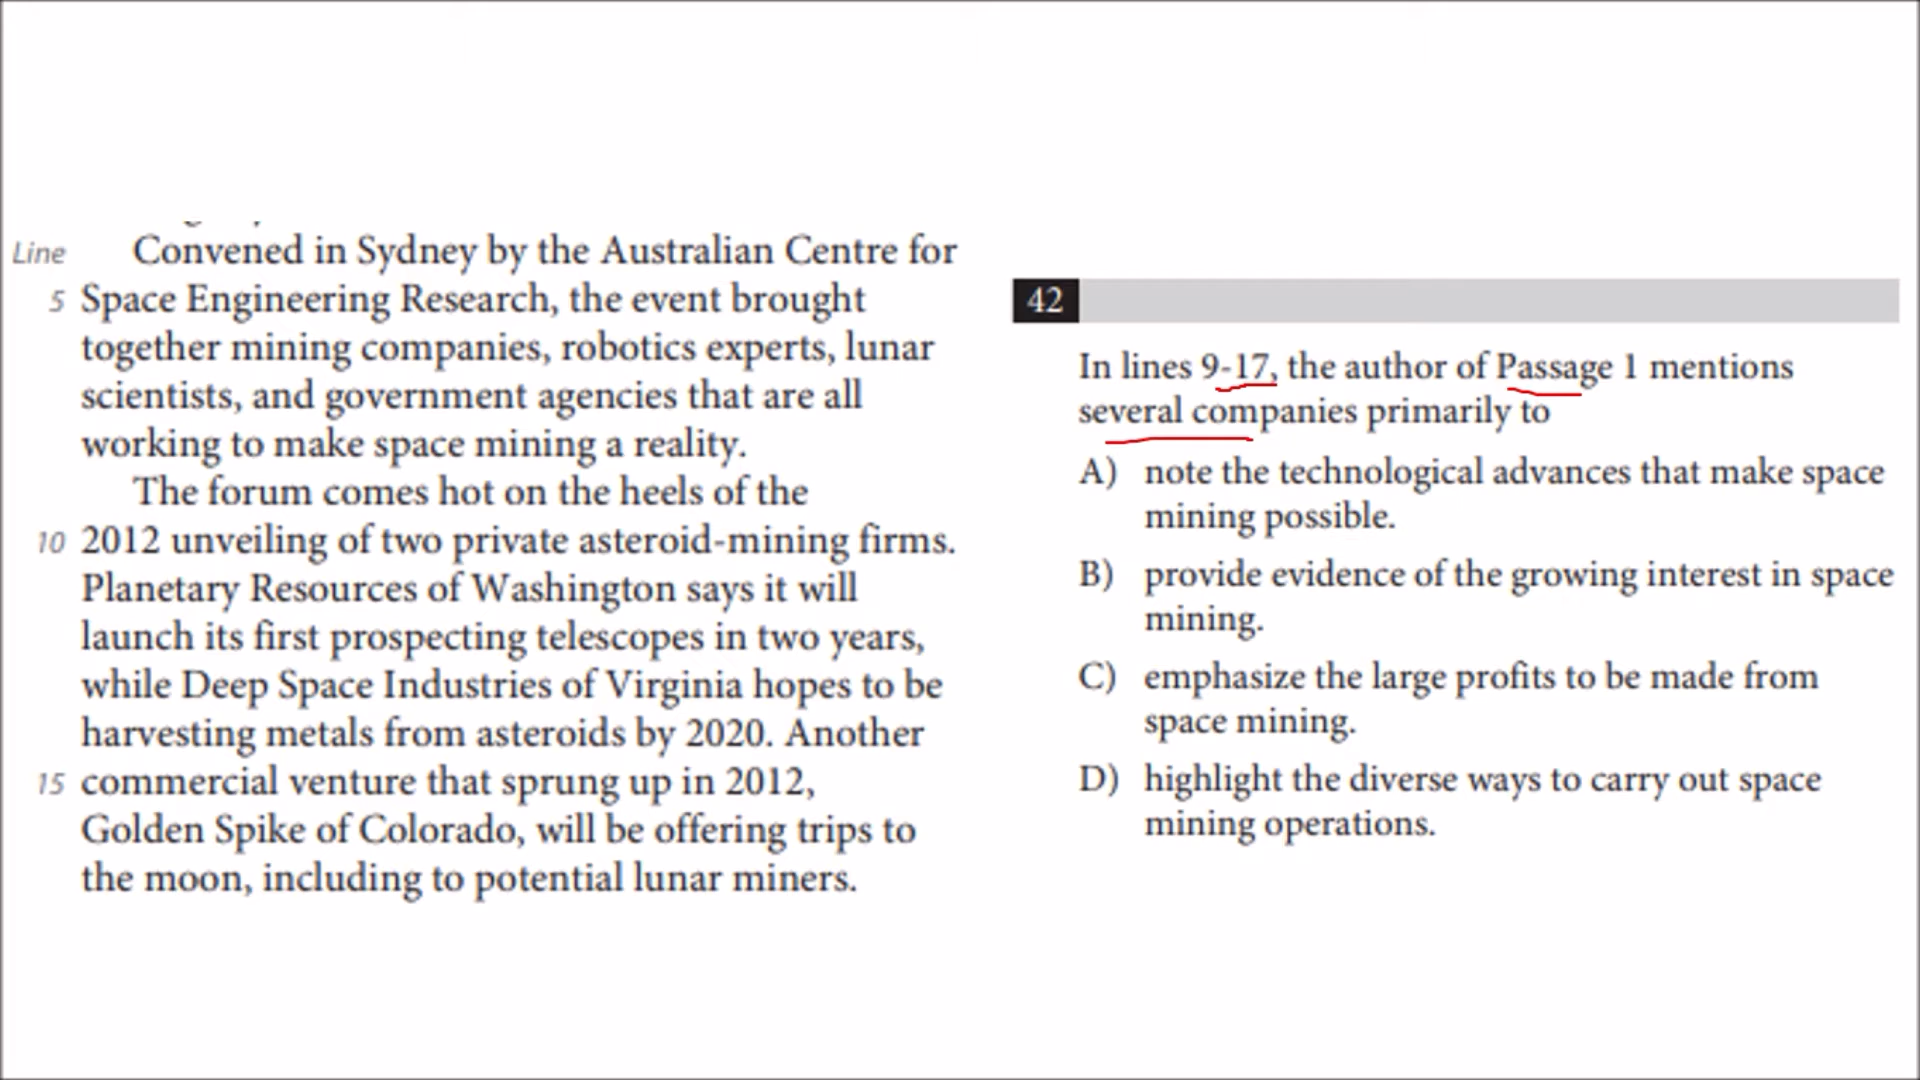 Line Convened in Sydney by the Australian Centre for
5 Space Engineering Research, the event brought
together mining companies, robotics experts, lunar
scientists, and government agencies that are all
working to make space mining a reality.
The forum comes hot on the heels of the
10 2012 unveiling of two private asteroid-mining firms.
Planetary Resources of Washington says it will
launch its first prospecting telescopes in two years,
while Deep Space Industries of Virginia hopes to be
harvesting metals from asteroids by 2020. Another
15 commercial venture that sprung up in 2012,
Golden Spike of Colorado, will be offering trips to
the moon, including to potential lunar miners.
42
In lines 9-17, the author of Passage 1 mentions
several companies primarily to
A) note the technological advances that make space
mining possible.
B) provide evidence of the growing interest in space
mining.
C) emphasize the large profits to be made from
space mining.
D) highlight the diverse ways to carry out space
mining operations.